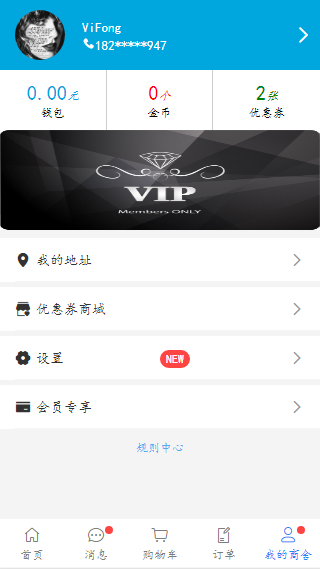 ViFong
182*****947
0.00元
0个
2张
钱包
金币
优惠券
VIP
Members ONLY
我的地址
优惠券商城
设置
NEW
会员专享
规则中心
首页
消息
购物车
订单
我的商舍